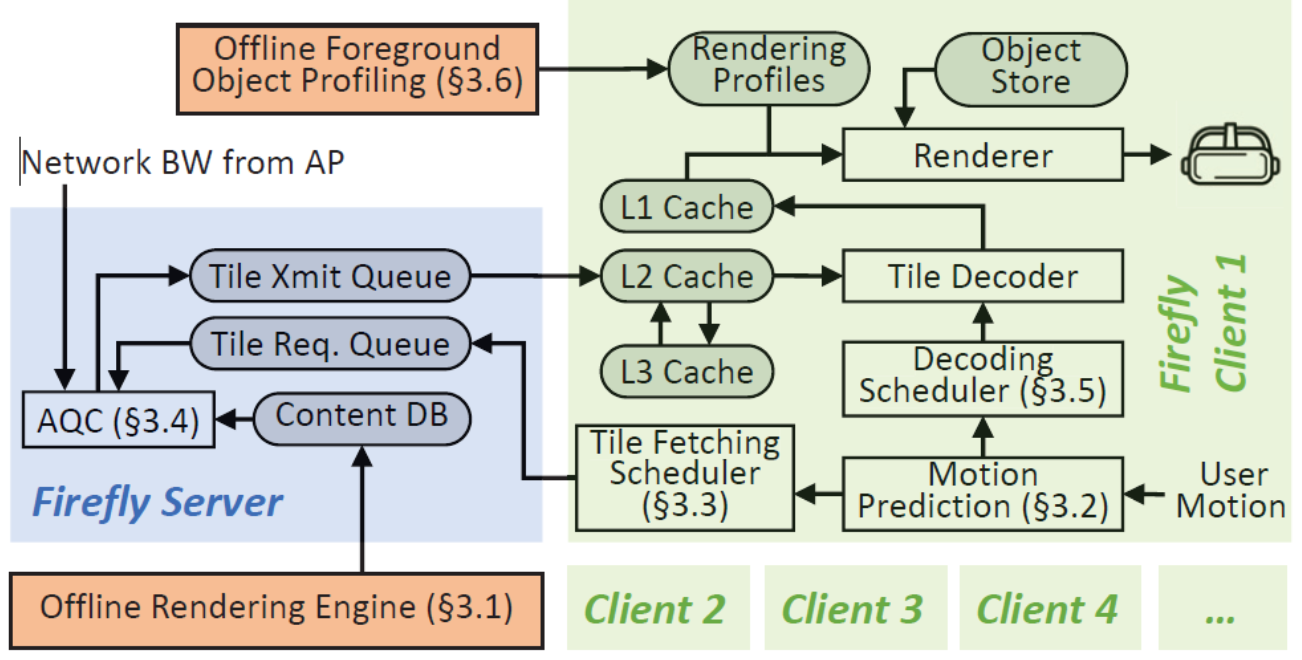 Offline Foreground
Object Profiling (§3.6)
Rendering
Profiles
Object
Store
Network BW from AP
Renderer
L1 Cache
Tile Xmit Queue
L2 Cache
Tile Decoder
Tile Req. Queue
L3 Cache
Decoding
Scheduler (§3.5)
Firefly
Client 1
AQC (§3.4)
Content DB
Tile Fetching
Scheduler
(§3.3)
Motion
Prediction (§3.2)
User
Motion
Firefly Server
Offline Rendering Engine (§3.1)
Client 2
Client 3
Client 4
...